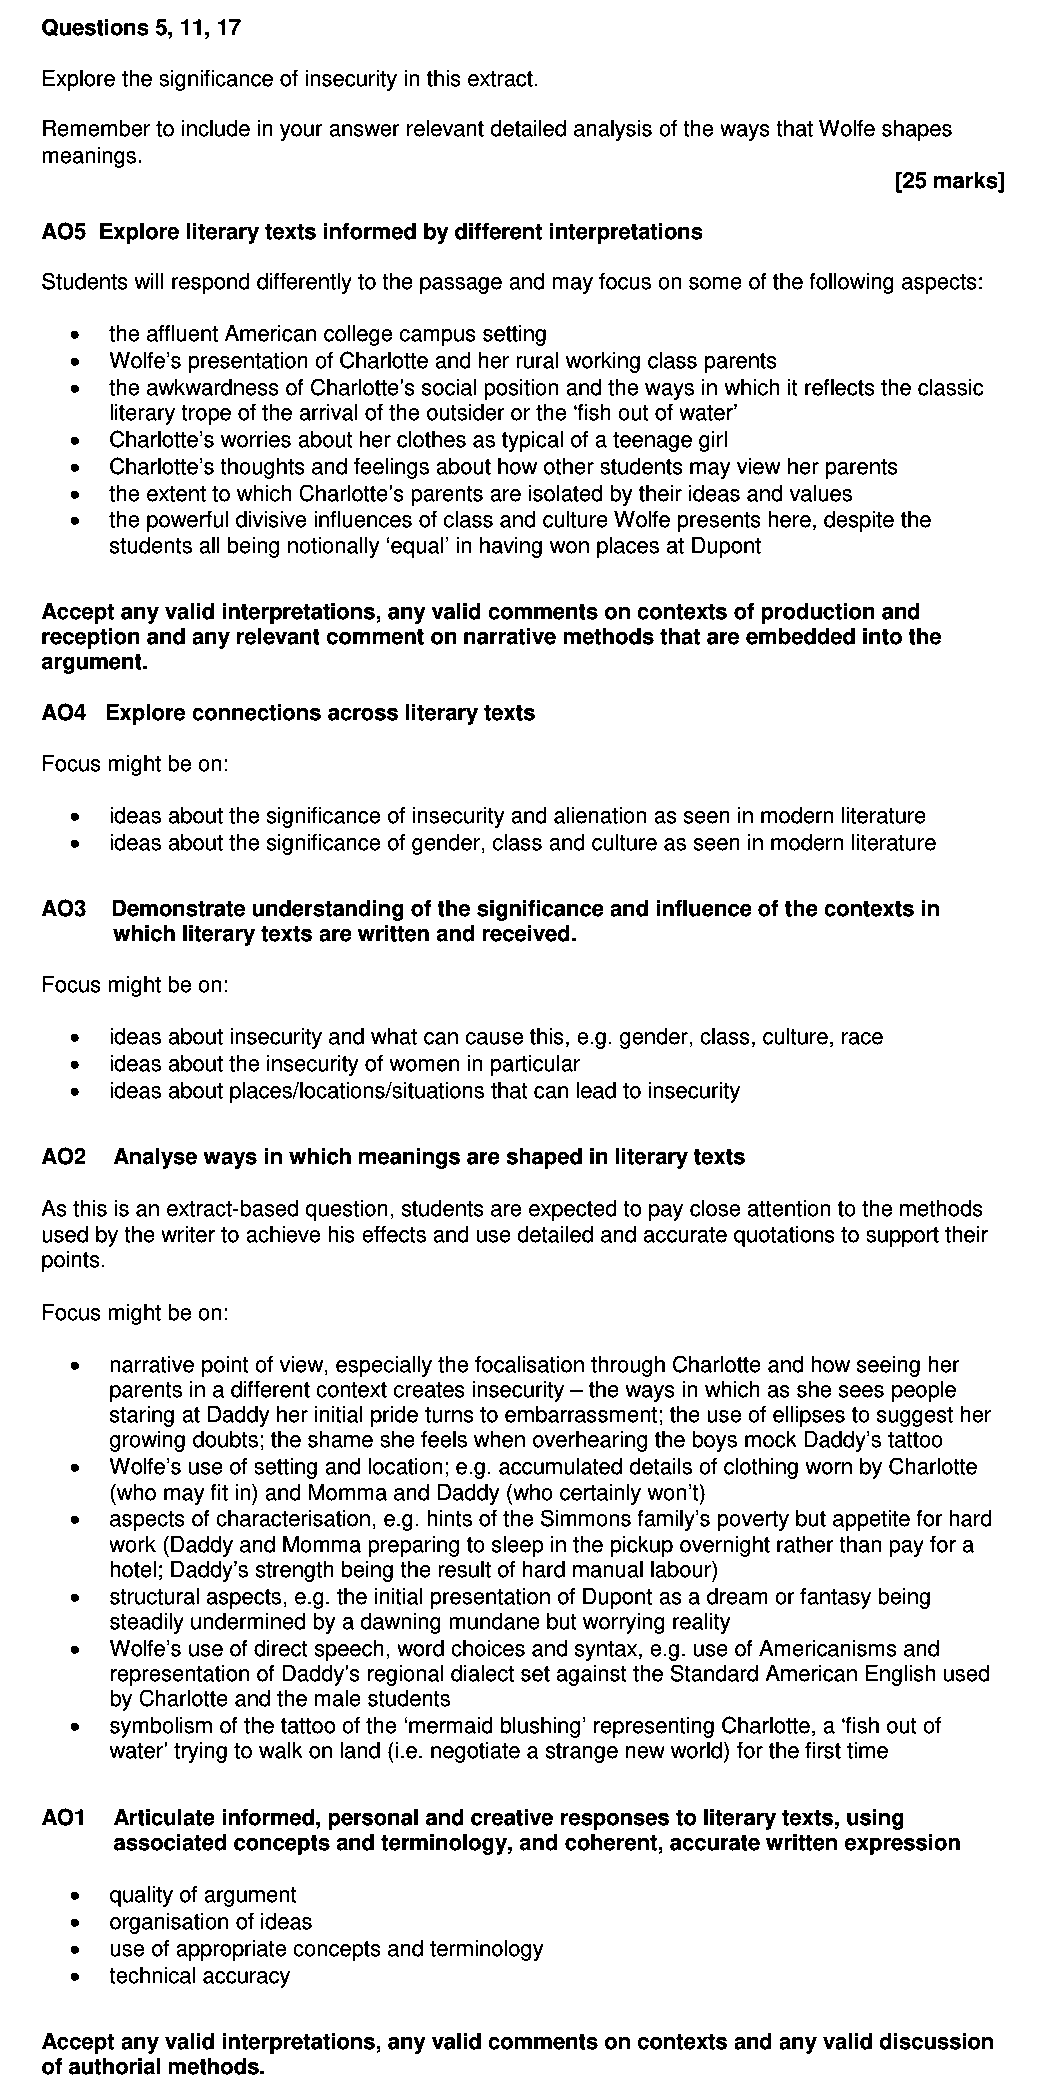 Questions 5, 11, 17
Explore the significance of insecurity in this extract.
Remember to include in your answer relevant detailed analysis of the ways that Wolfe shapes
meanings.
[25 marks]
AO5 Explore literary texts informed by different interpretations
Students will respond differently to the passage and may focus on some of the following aspects:
• the affluent American college campus setting
• Wolfe's presentation of Charlotte and her rural working class parents
• the awkwardness of Charlotte's social position and the ways in which it reflects the classic
literary trope of the arrival of the outsider or the 'fish out of water'
• Charlotte's worries about her clothes as typical of a teenage girl
• Charlotte's thoughts and feelings about how other students may view her parents
• the extent to which Charlotte's parents are isolated by their ideas and values
• the powerful divisive influences of class and culture Wolfe presents here, despite the
students all being notionally 'equal' in having won places at Dupont
Accept any valid interpretations, any valid comments on contexts of production and
reception and any relevant comment on narrative methods that are embedded into the
argument.
AO4 Explore connections across literary texts
Focus might be on:
• ideas about the significance of insecurity and alienation as seen in modern literature
• ideas about the significance of gender, class and culture as seen in modern literature
AO3 Demonstrate understanding of the significance and influence of the contexts in
which literary texts are written and received.
Focus might be on:
• ideas about insecurity and what can cause this, e.g. gender, class, culture, race
• ideas about the insecurity of women in particular
• ideas about places/locations/situations that can lead to insecurity
AO2 Analyse ways in which meanings are shaped in literary texts
As this is an extract-based question, students are expected to pay close attention to the methods
used by the writer to achieve his effects and use detailed and accurate quotations to support their
points.
Focus might be on:
• narrative point of view, especially the focalisation through Charlotte and how seeing her
parents in a different context creates insecurity – the ways in which as she sees people
staring at Daddy her initial pride turns to embarrassment; the use of ellipses to suggest her
growing doubts; the shame she feels when overhearing the boys mock Daddy's tattoo
• Wolfe's use of setting and location; e.g. accumulated details of clothing worn by Charlotte
(who may fit in) and Momma and Daddy (who certainly won't)
• aspects of characterisation, e.g. hints of the Simmons family's poverty but appetite for hard
work (Daddy and Momma preparing to sleep in the pickup overnight rather than pay for a
hotel; Daddy's strength being the result of hard manual labour)
• structural aspects, e.g. the initial presentation of Dupont as a dream or fantasy being
steadily undermined by a dawning mundane but worrying reality
• Wolfe's use of direct speech, word choices and syntax, e.g. use of Americanisms and
representation of Daddy's regional dialect set against the Standard American English used
by Charlotte and the male students
• symbolism of the tattoo of the 'mermaid blushing' representing Charlotte, a 'fish out of
water' trying to walk on land (i.e. negotiate a strange new world) for the first time
AO1 Articulate informed, personal and creative responses to literary texts, using
associated concepts and terminology, and coherent, accurate written expression
• quality of argument
• organisation of ideas
• use of appropriate concepts and terminology
• technical accuracy
Accept any valid interpretations, any valid comments on contexts and any valid discussion
of authorial methods.